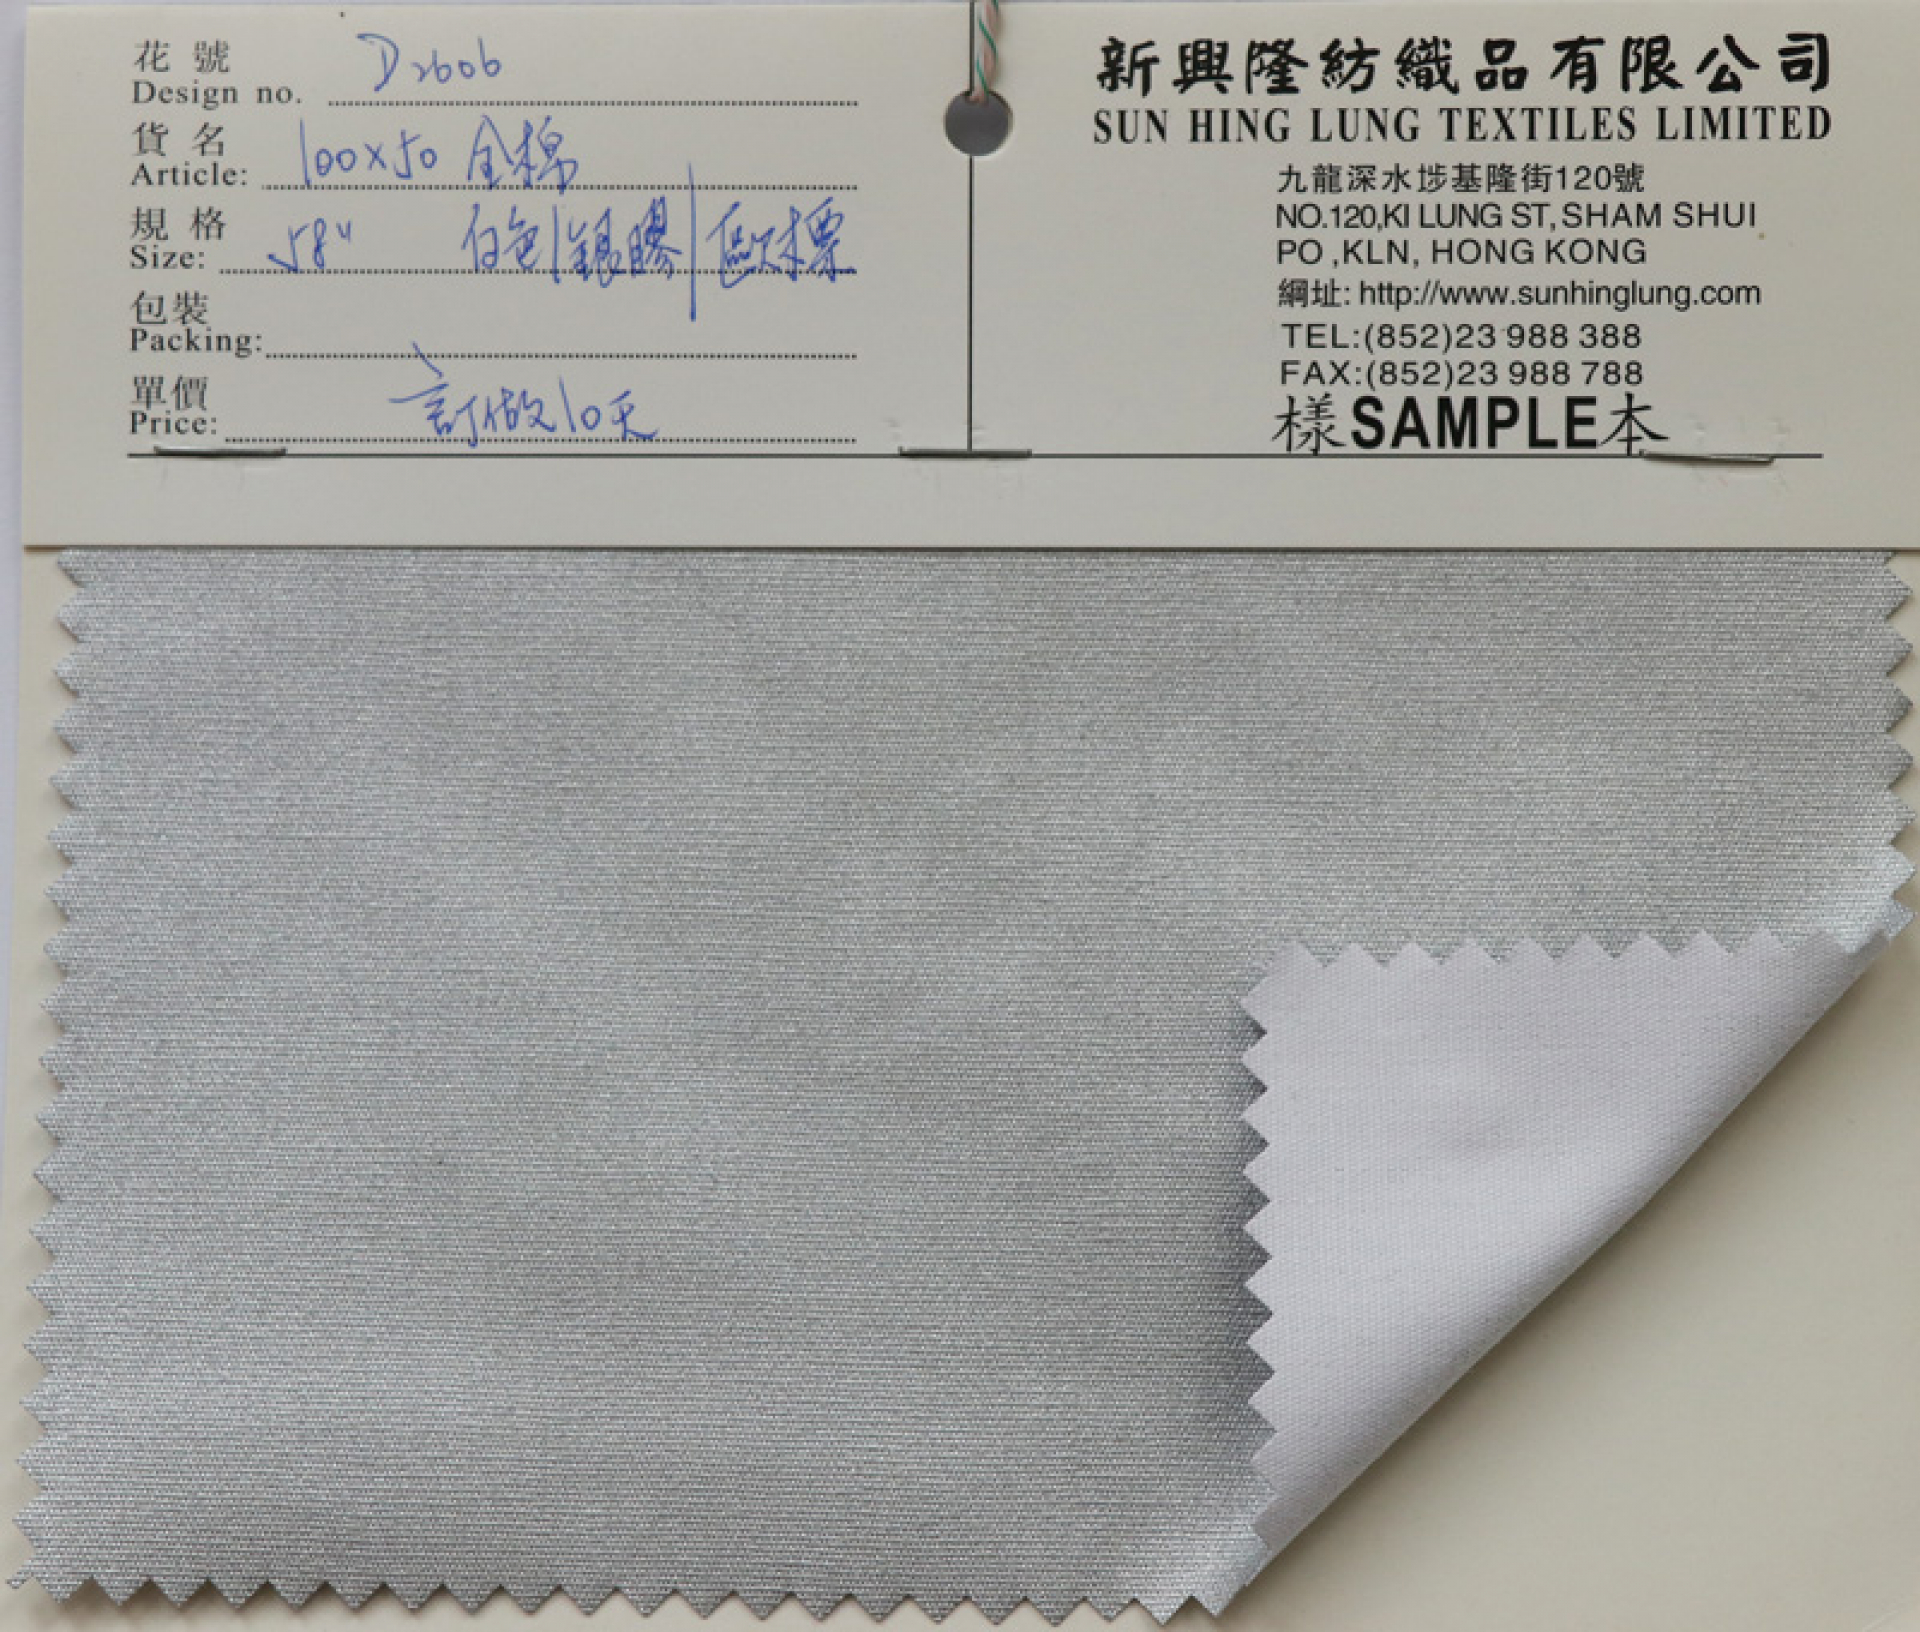 花 號
Design no. D2606
貨 名
Article: 100×50 全棉
規 格
Size: 58" 白色|銀膠|歐标票
包裝
Packing:
單價
Price: 訂做10天
新興隆紡織品有限公司
SUN HING LUNG TEXTILES LIMITED
九龍深水埗基隆街120號
NO.120,KI LUNG ST, SHAM SHUI
PO ,KLN, HONG KONG
網址: http://www.sunhinglung.com
TEL:(852)23 988 388
FAX:(852)23 988 788
樣SAMPLE本